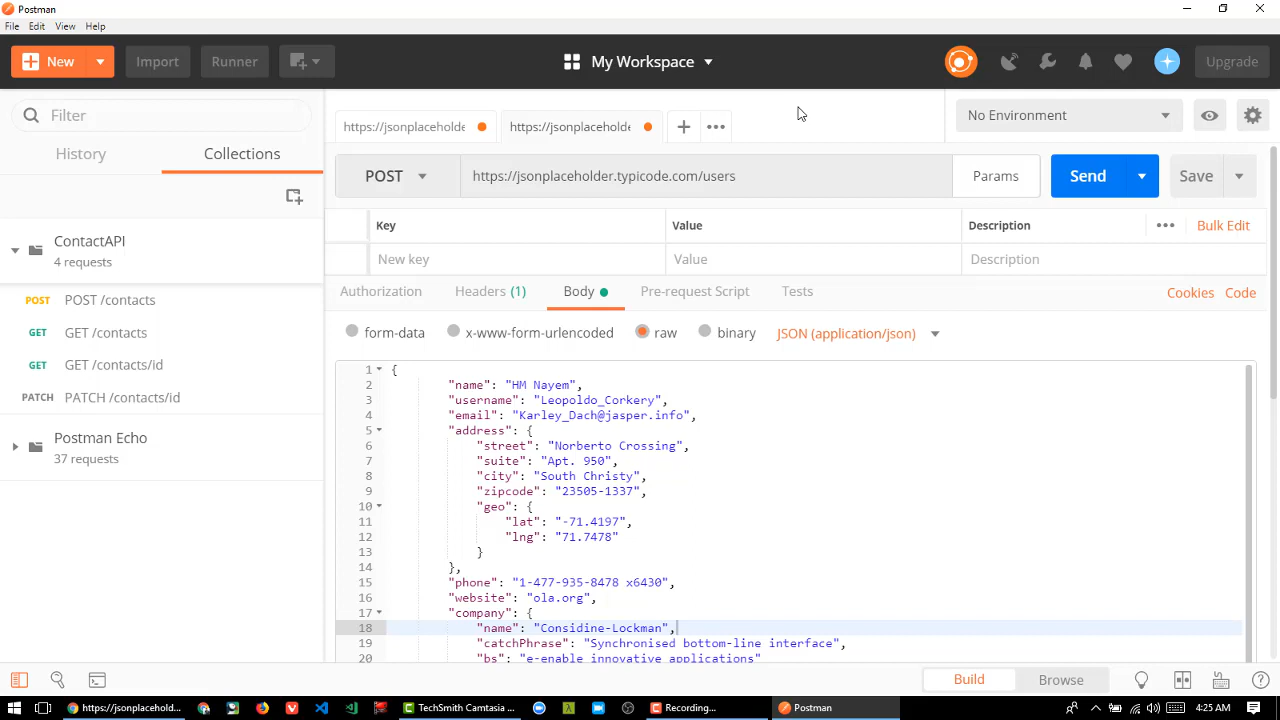 Postman
File Edit View Help
New Import Runner My Workspace Upgrade
Filter
History Collections
ContactAPI
4 requests
POST POST /contacts
GET GET /contacts
GET GET /contacts/id
PATCH PATCH /contacts/id
Postman Echo
37 requests
https://jsonplaceholde https://jsonplaceholde No Environment
POST https://jsonplaceholder.typicode.com/users Params Send Save
Key Value Description Bulk Edit
New key Value Description
Authorization Headers (1) Body Pre-request Script Tests Cookies Code
form-data x-www-form-urlencoded raw binary JSON (application/json)
1 {
2 "name": "HM Nayem",
3 "username": "Leopoldo_Corkery",
4 "email": "Karley_Dach@jasper.info",
5 "address": {
6 "street": "Norberto Crossing",
7 "suite": "Apt. 950",
8 "city": "South Christy",
9 "zipcode": "23505-1337",
10 "geo": {
11 "lat": "-71.4197",
12 "lng": "71.7478"
13 }
14 },
15 "phone": "1-477-935-8478 x6430",
16 "website": "ola.org",
17 "company": {
18 "name": "Considine-Lockman",
19 "catchPhrase": "Synchronised bottom-line interface",
20 "bs": "e-enable innovative applications"
Build Browse
https://jsonplacehold... TechSmith Camtasia ... Recording... Postman 4:25 AM